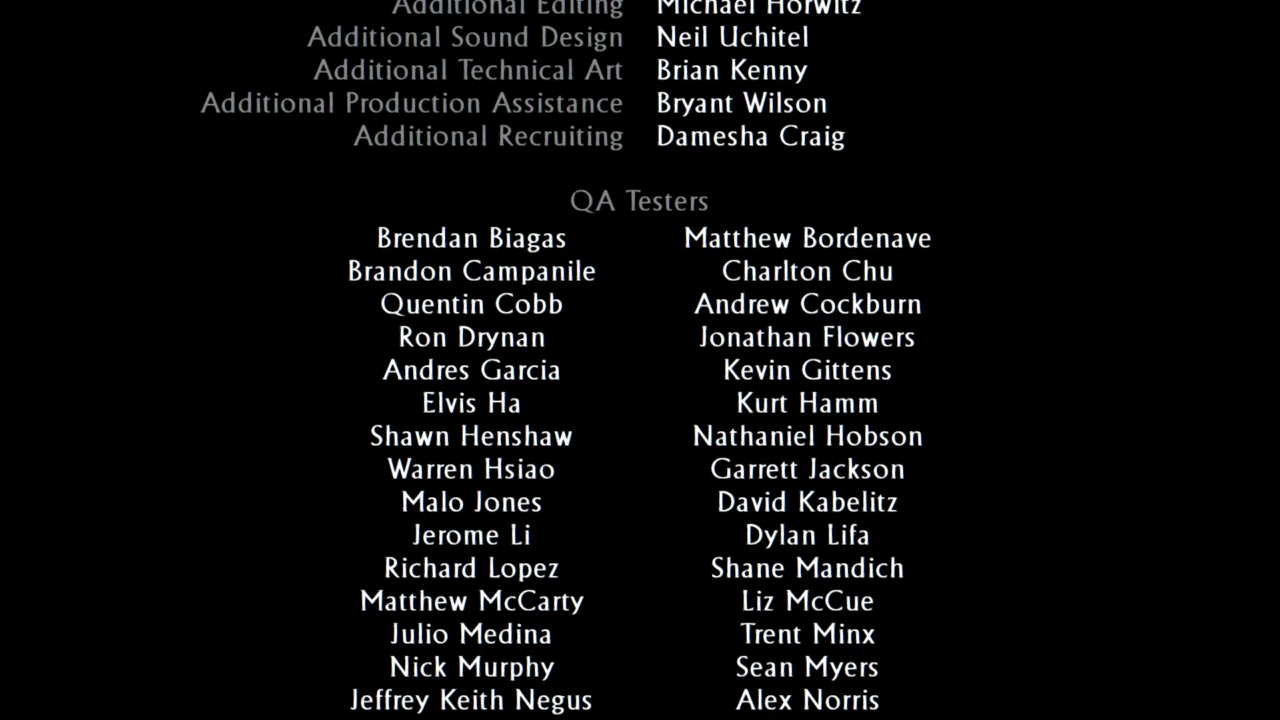 Additional Editing Michael Horwitz
Additional Sound Design Neil Uchitel
Additional Technical Art Brian Kenny
Additional Production Assistance Bryant Wilson
Additional Recruiting Damesha Craig
QA Testers
Brendan Biagas Matthew Bordenave
Brandon Campanile Charlton Chu
Quentin Cobb Andrew Cockburn
Ron Drynan Jonathan Flowers
Andres Garcia Kevin Gittens
Elvis Ha Kurt Hamm
Shawn Henshaw Nathaniel Hobson
Warren Hsiao Garrett Jackson
Malo Jones David Kabelitz
Jerome Li Dylan Lifa
Richard Lopez Shane Mandich
Matthew McCarty Liz McCue
Julio Medina Trent Minx
Nick Murphy Sean Myers
Jeffrey Keith Negus Alex Norris